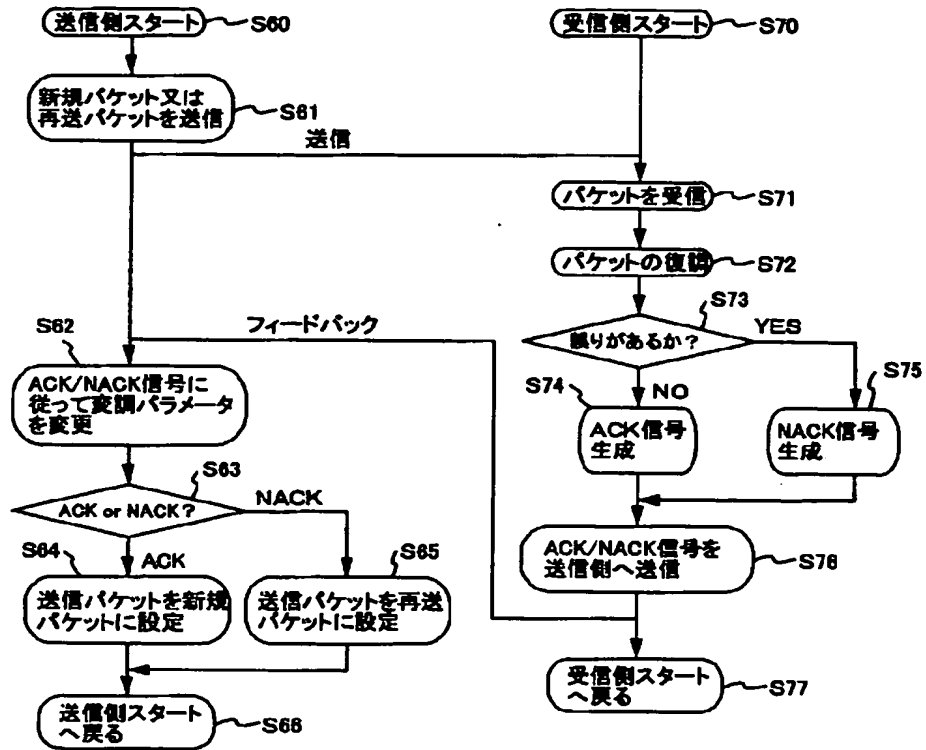 送信側スタート
S60
新規パケット又は
再送パケットを送信
S61
送信
S62
ACK/NACK信号に
従って変調パラメータ
を変更
S63
ACK or NACK?
NACK
S64
ACK
送信パケットを新規
パケットに設定
S65
送信パケットを再送
パケットに設定
送信側スタート
へ戻る
S66
受信側スタート
S70
パケットを受信
S71
パケットの復調
S72
S73
誤りがあるか?
YES
フィードバック
S74
NO
ACK信号
生成
S75
NACK信号
生成
ACK/NACK信号を
送信側へ送信
S76
受信側スタート
へ戻る
S77